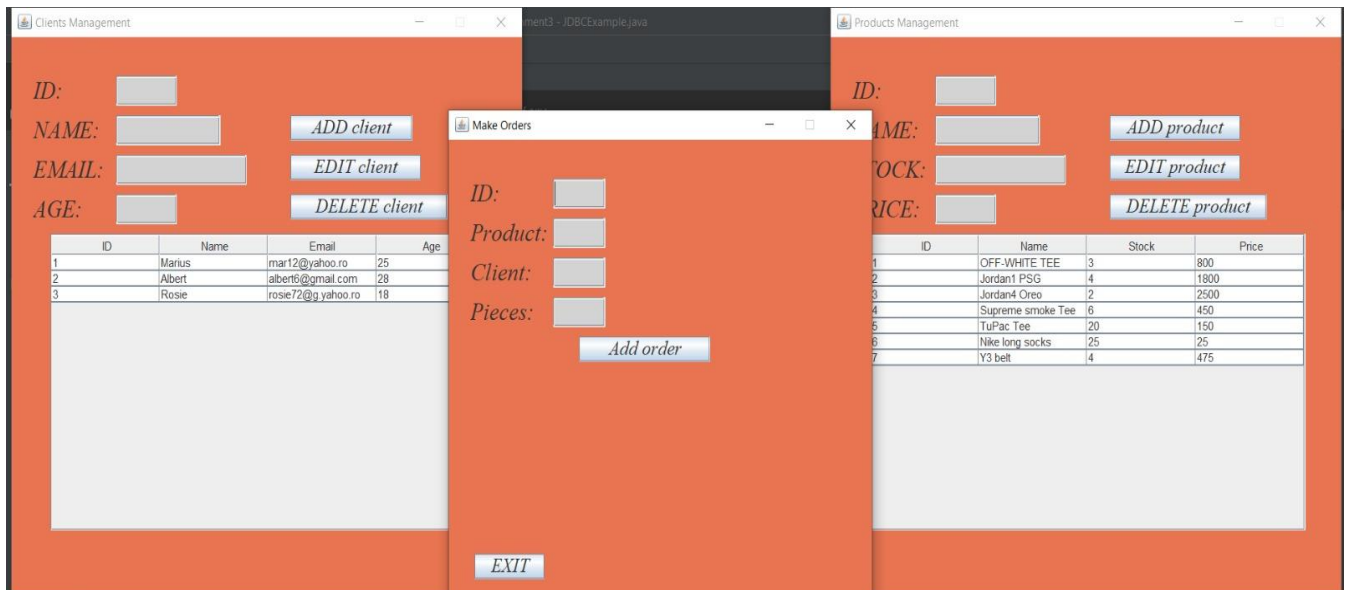 Clients Management
ID:
NAME:
ADD client
EMAIL:
EDIT client
AGE:
DELETE client
ID Name Email Age
1 Marius mar12@yahoo.ro 25
2 Albert albert6@gmail.com 28
3 Rosie rosie72@g.yahoo.ro 18
ment3 - JDBCExample.java
Make Orders
ID:
Product:
Client:
Pieces:
Add order
EXIT
Products Management
ID:
AME:
ADD product
TOCK:
EDIT product
RICE:
DELETE product
ID Name Stock Price
1 OFF-WHITE TEE 3 800
2 Jordan1 PSG 4 1800
3 Jordan4 Oreo 2 2500
4 Supreme smoke Tee 6 450
5 TuPac Tee 20 150
6 Nike long socks 25 25
7 Y3 belt 4 475